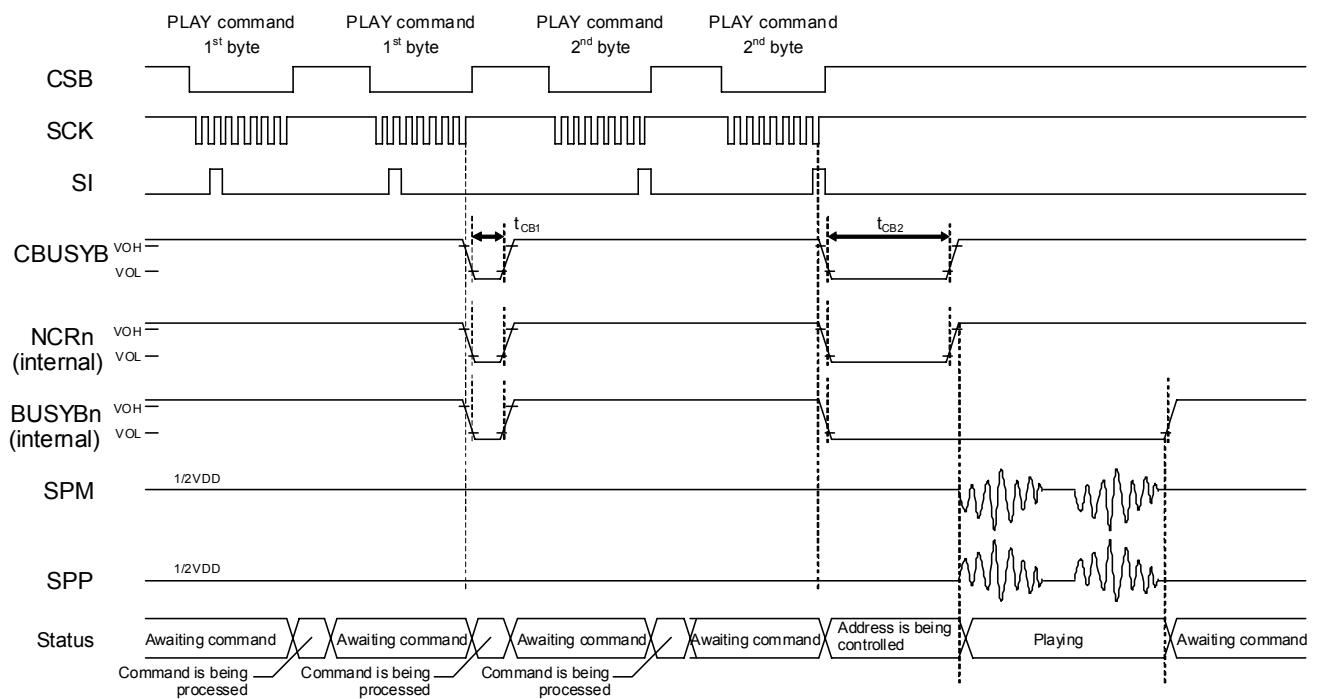 PLAY command PLAY command PLAY command PLAY command
1st byte 1st byte 2nd byte 2nd byte
CSB
SCK
SI
tCB1 tCB2
CBUSYB VOH
VOL
NCRn VOH
(internal) VOL
BUSYBn VOH
(internal) VOL
1/2VDD
SPM
1/2VDD
SPP
Status Awaiting command Awaiting command Awaiting command Awaiting command Address is being controlled Playing Awaiting command
Command is being processed Command is being processed Command is being processed